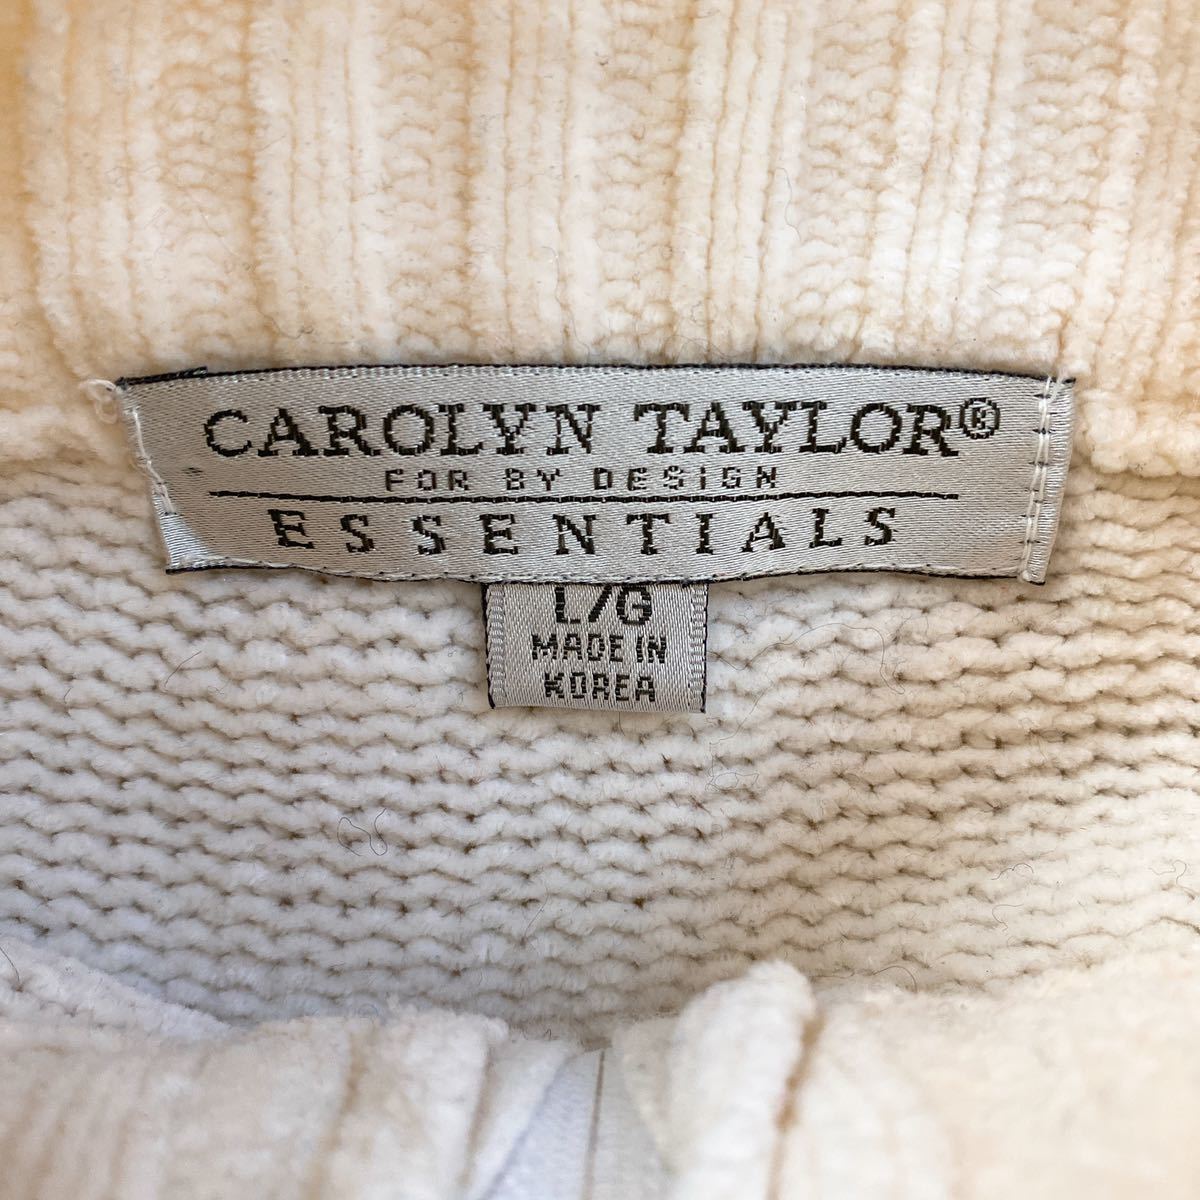 CAROLYN TAYLOR®
FOR BY DESIGN
ESSENTIALS
L/G
MADE IN
KOREA